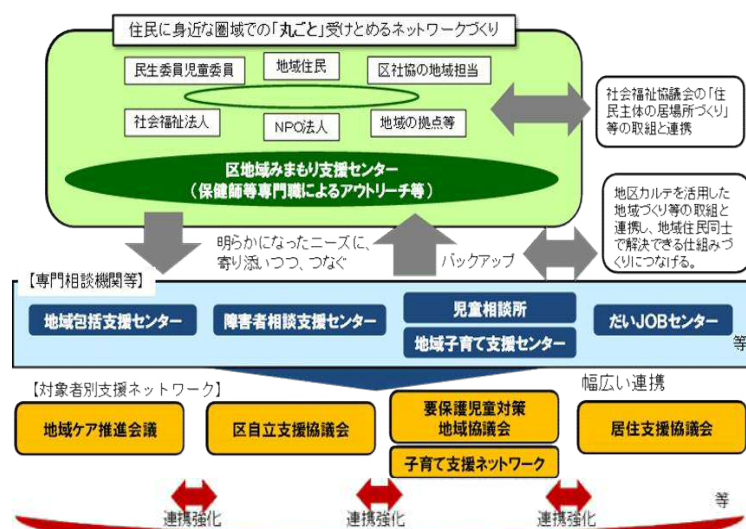 住民に身近な圏域での「丸ごと」受けとめるネットワークづくり
民生委員児童委員
地域住民
区社協の地域担当
社会福祉法人
NPO法人
地域の拠点等
区地域みまもり支援センター
（保健師等専門職によるアウトリーチ等）
社会福祉協議会の「住
民主体の居場所づくり」
等の取組と連携
地区カルテを活用した
地域づくり等の取組と
連携し、地域住民同士
で解決できる仕組みづ
くりにつなげる。
明らかになったニーズに、
寄り添いつつ、つなぐ
バックアップ
【専門相談機関等】
地域包括支援センター
障害者相談支援センター
児童相談所
地域子育て支援センター
だいJOBセンター
等
【対象者別支援ネットワーク】
幅広い連携
地域ケア推進会議
区自立支援協議会
要保護児童対策
地域協議会
子育て支援ネットワーク
居住支援協議会
等
連携強化
連携強化
連携強化